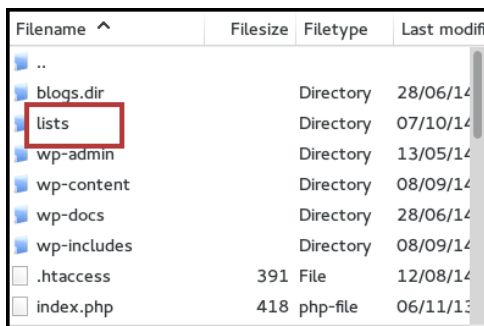 Filename ^ Filesize Filetype Last modifi
..
blogs.dir Directory 28/06/14
lists Directory 07/10/14
wp-admin Directory 13/05/14
wp-content Directory 08/09/14
wp-docs Directory 28/06/14
wp-includes Directory 08/09/14
.htaccess 391 File 12/08/14
index.php 418 php-file 06/11/13